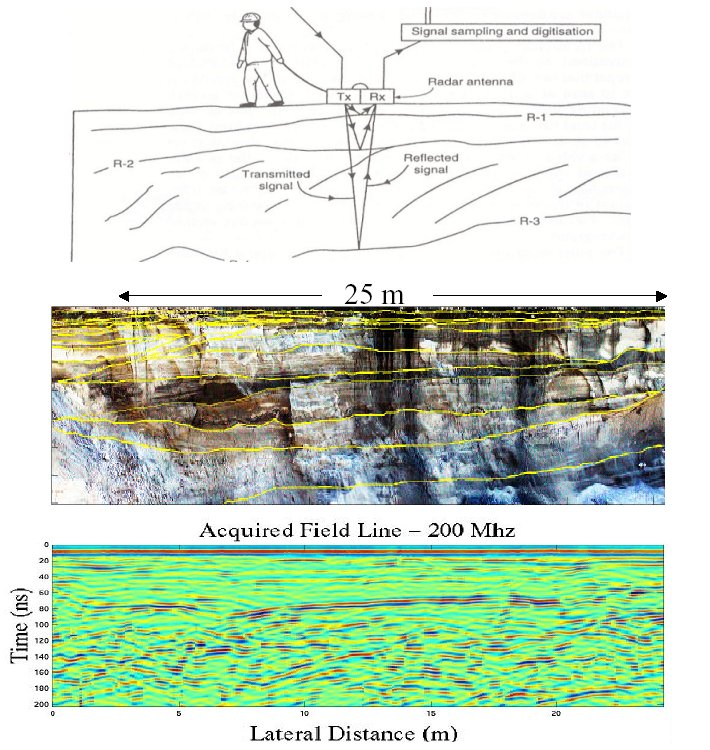 Signal sampling and digitisation
Radar antenna
Tx Rx
R-1
R-2
Transmitted
signal
Reflected
signal
R-3
25 m
Acquired Field Line – 200 Mhz
Time (ns)
0
20
40
60
80
100
120
140
160
180
200
0 5 10 15 20
Lateral Distance (m)